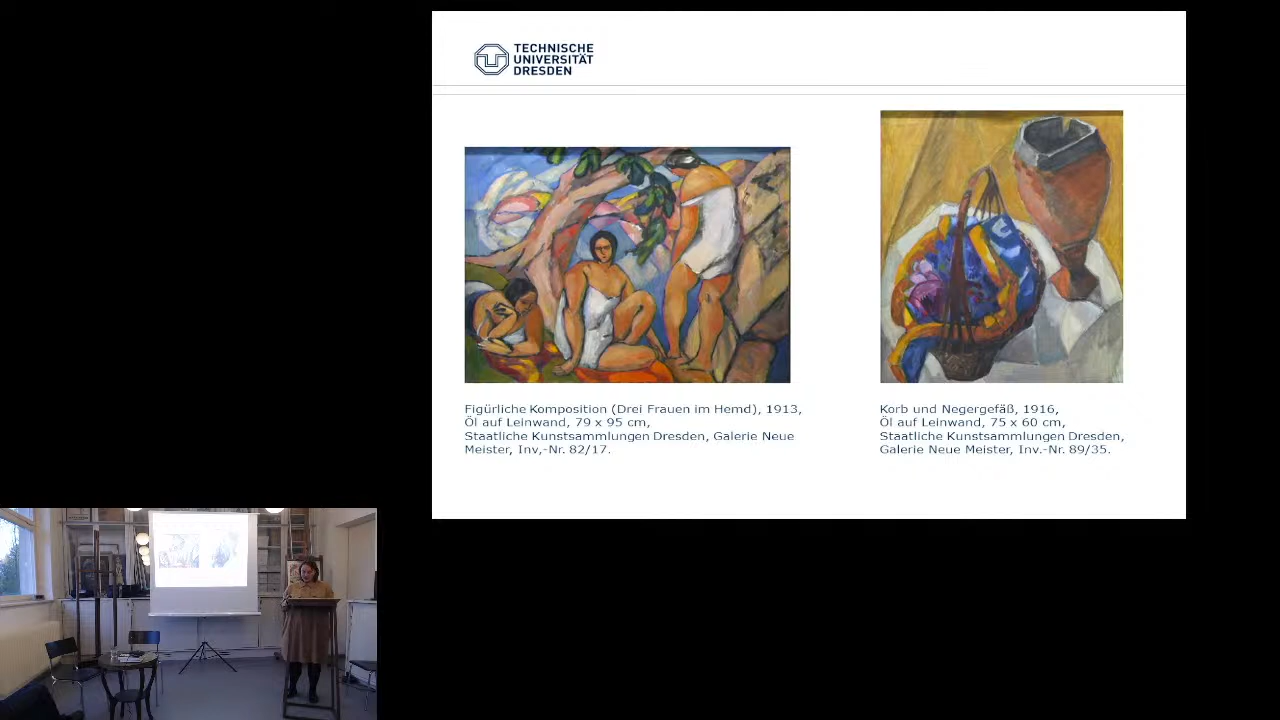 TECHNISCHE
UNIVERSITÄT
DRESDEN
Figürliche Komposition (Drei Frauen im Hemd), 1913,
Öl auf Leinwand, 79 x 95 cm,
Staatliche Kunstsammlungen Dresden, Galerie Neue
Meister, Inv,-Nr. 82/17.
Korb und Negergefäß, 1916,
Öl auf Leinwand, 75 x 60 cm,
Staatliche Kunstsammlungen Dresden,
Galerie Neue Meister, Inv.-Nr. 89/35.